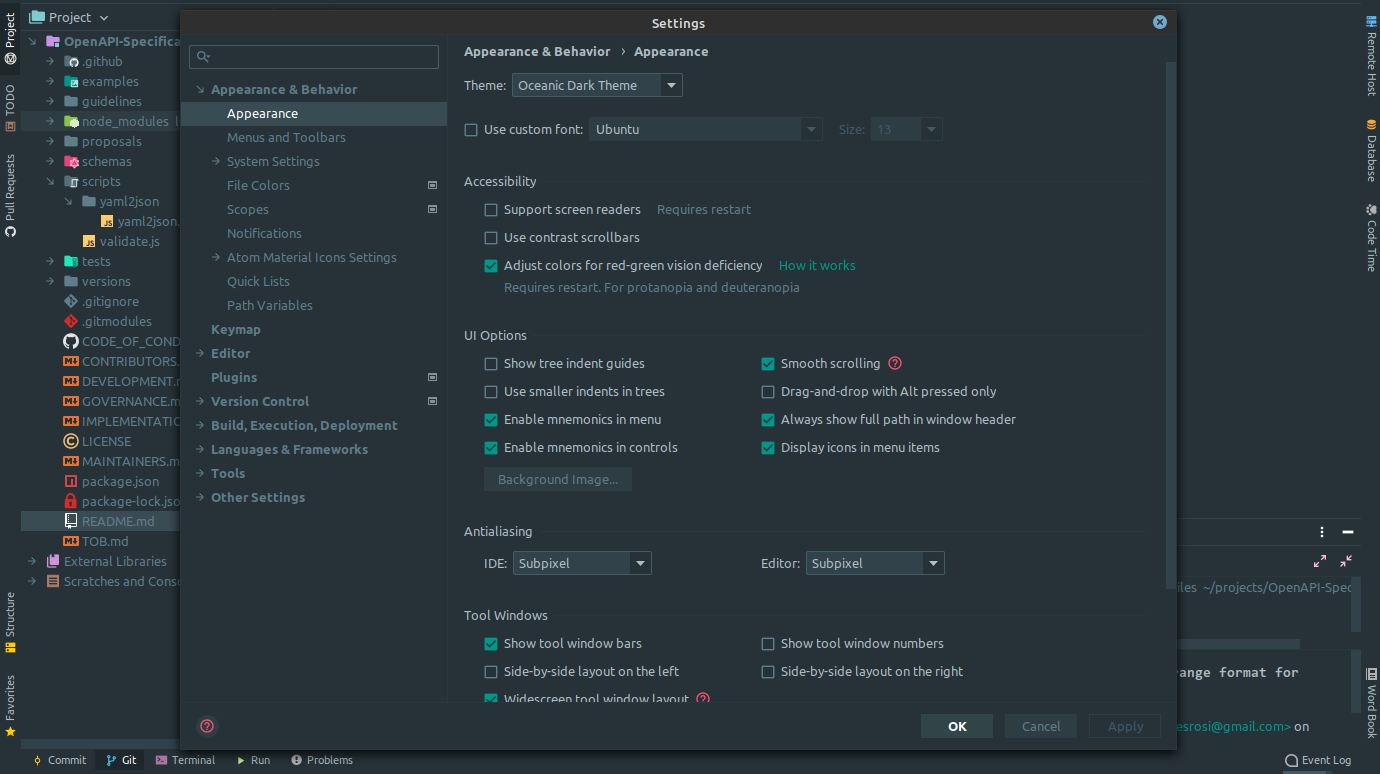 Project
Project
OpenAPI-Specifica
.github
examples
guidelines
node_modules
proposals
schemas
scripts
yaml2json
yaml2json.
validate.js
tests
versions
.gitignore
.gitmodules
CODE_OF_COND
CONTRIBUTORS.
DEVELOPMENT.m
GOVERNANCE.m
IMPLEMENTATIO
LICENSE
MAINTAINERS.m
package.json
package-lock.jso
README.md
TOB.md
External Libraries
Scratches and Conso
TODO
Pull Requests
Structure
Favorites
Settings
Appearance & Behavior
Appearance
Menus and Toolbars
System Settings
File Colors
Scopes
Notifications
Atom Material Icons Settings
Quick Lists
Path Variables
Keymap
Editor
Plugins
Version Control
Build, Execution, Deployment
Languages & Frameworks
Tools
Other Settings
Appearance & Behavior › Appearance
Theme: Oceanic Dark Theme
Use custom font: Ubuntu Size: 13
Accessibility
Support screen readers Requires restart
Use contrast scrollbars
Adjust colors for red-green vision deficiency How it works
Requires restart. For protanopia and deuteranopia
UI Options
Show tree indent guides Smooth scrolling
Use smaller indents in trees Drag-and-drop with Alt pressed only
Enable mnemonics in menu Always show full path in window header
Enable mnemonics in controls Display icons in menu items
Background Image...
Antialiasing
IDE: Subpixel Editor: Subpixel
Tool Windows
Show tool window bars Show tool window numbers
Side-by-side layout on the left Side-by-side layout on the right
Widescreen tool window layout
OK Cancel Apply
Remote Host
Database
Code Time
Word Book
iles ~/projects/OpenAPI-Spec
ange format for
esrosi@gmail.com> on
Commit Git Terminal Run Problems Event Log